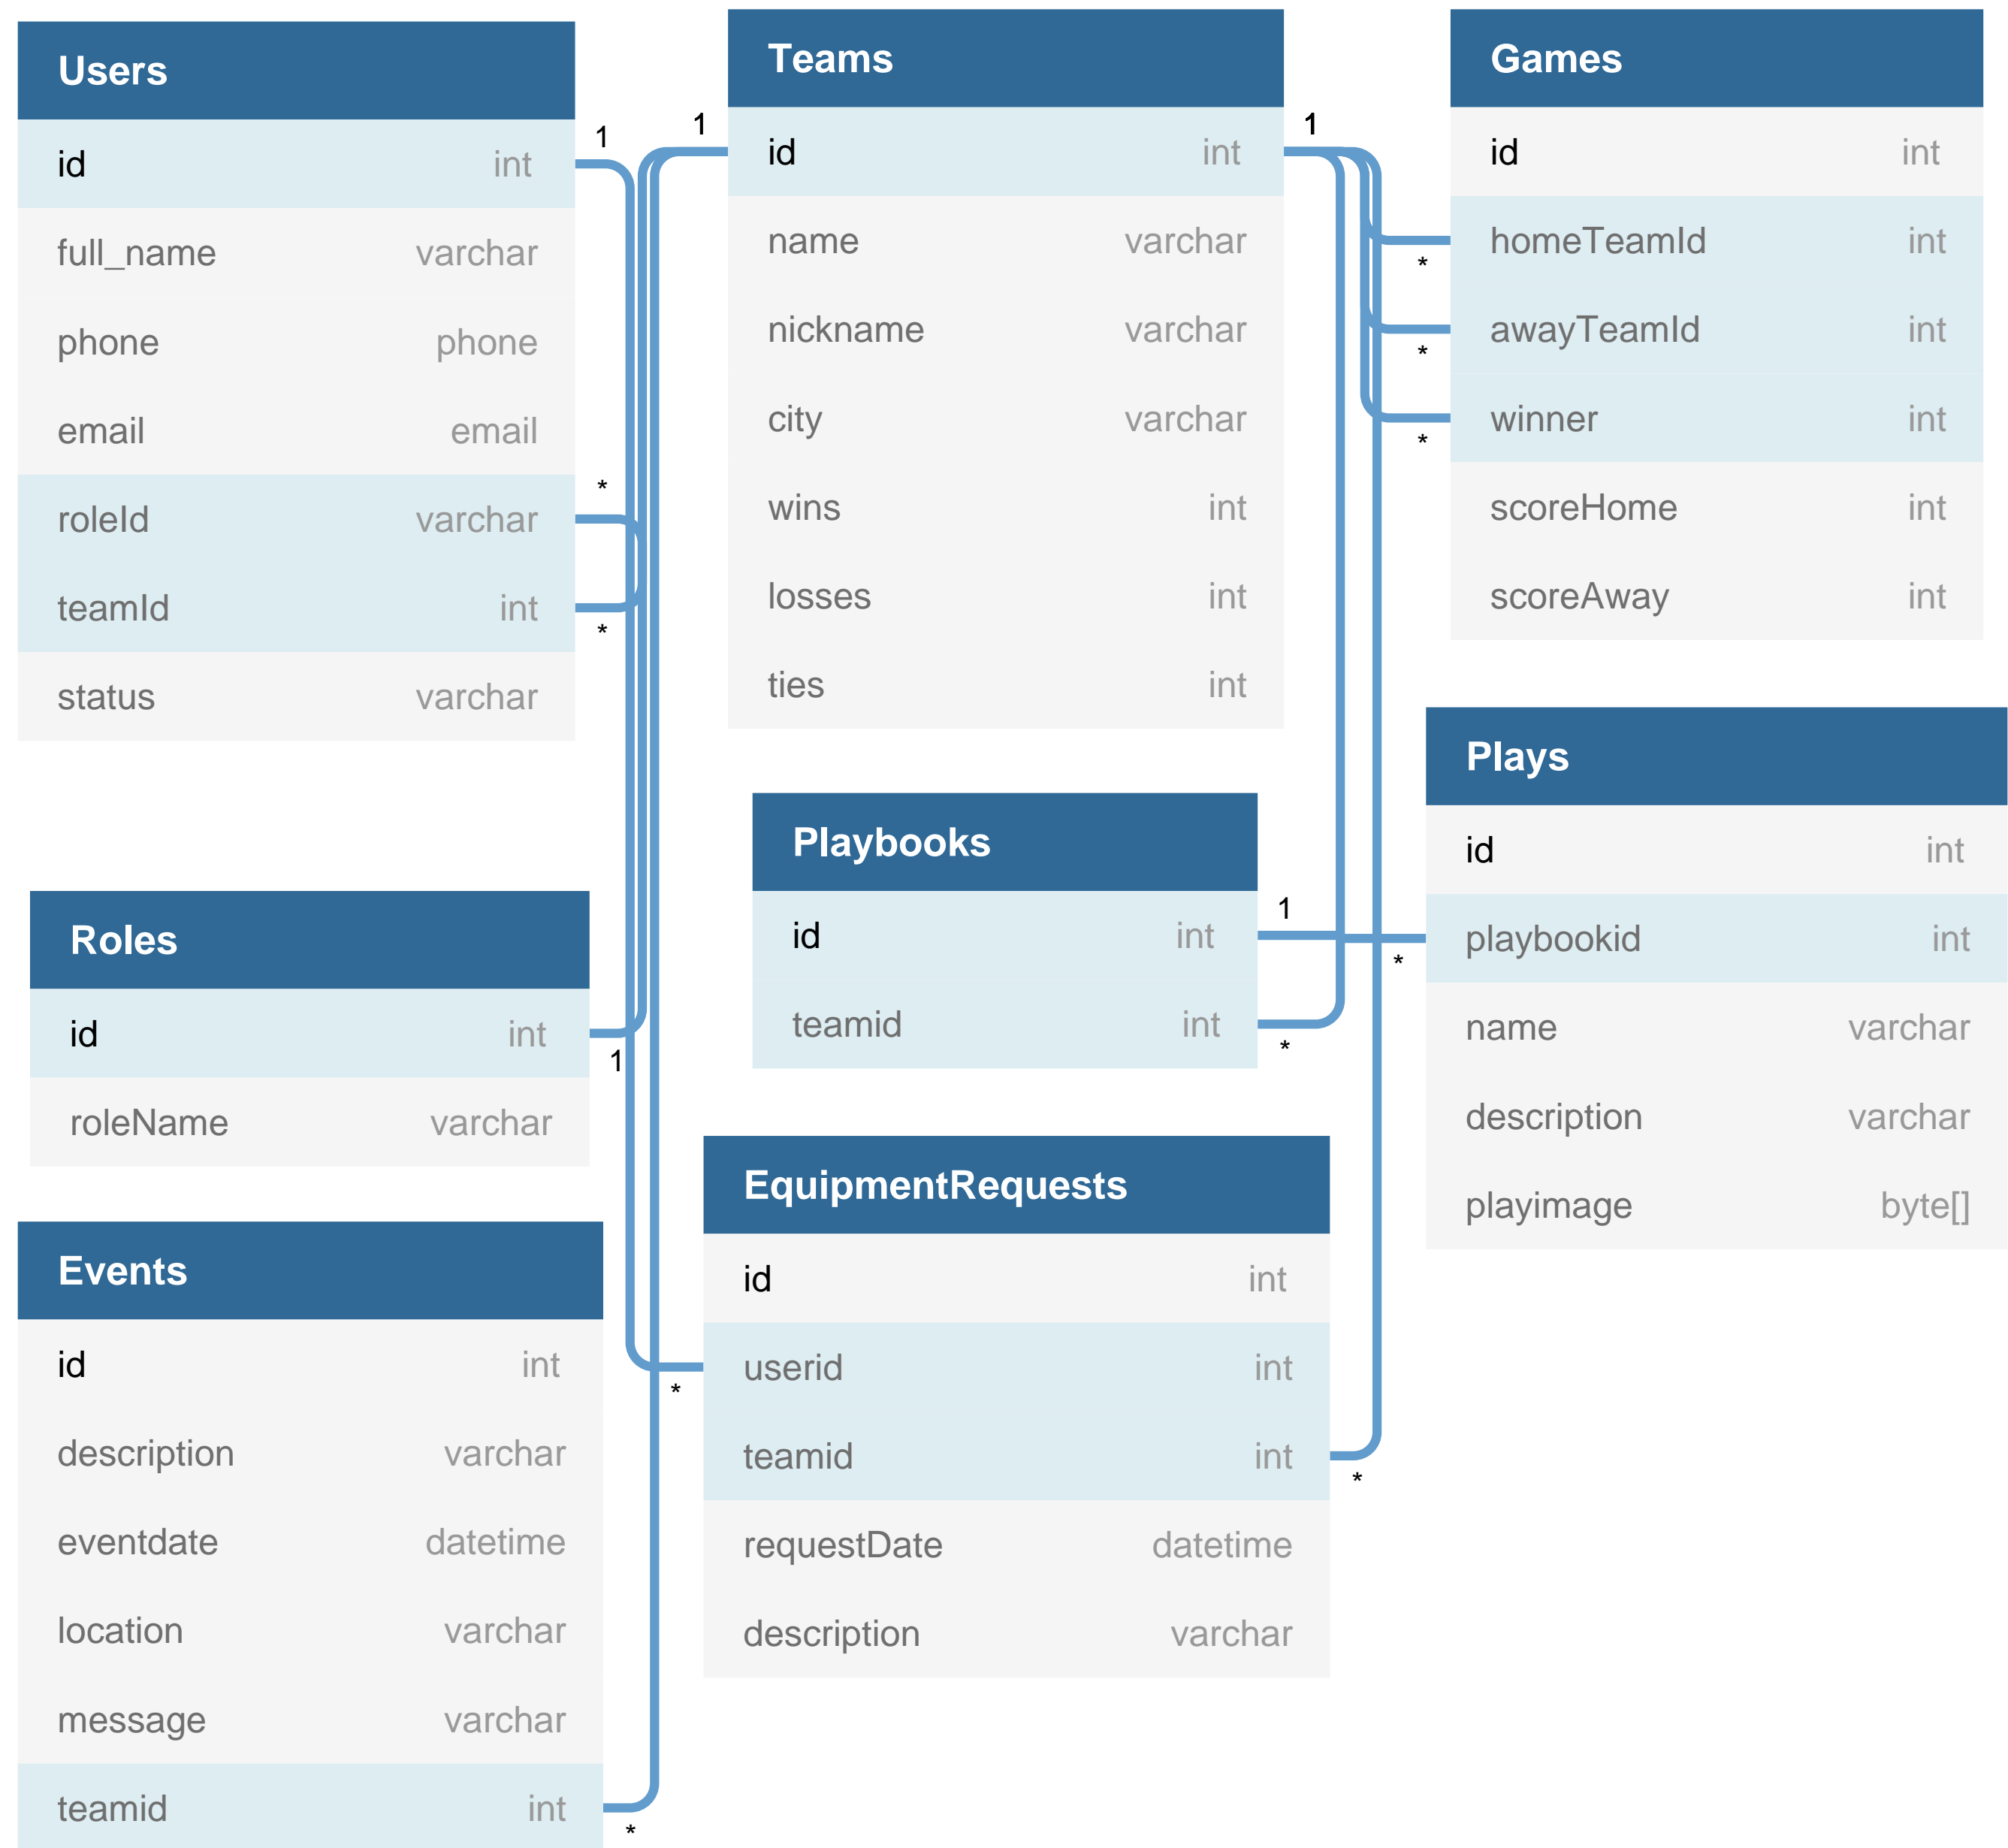 Users
id int
full_name varchar
phone phone
email email
roleId varchar
teamId int
status varchar
1
*
*
Teams
id int
name varchar
nickname varchar
city varchar
wins int
losses int
ties int
1
1
Games
id int
homeTeamId int
awayTeamId int
winner int
scoreHome int
scoreAway int
*
*
*
Plays
id int
playbookid int
name varchar
description varchar
playimage byte[]
*
Playbooks
id int
teamid int
1
*
Roles
id int
roleName varchar
1
EquipmentRequests
id int
userid int
teamid int
requestDate datetime
description varchar
*
*
Events
id int
description varchar
eventdate datetime
location varchar
message varchar
teamid int
*